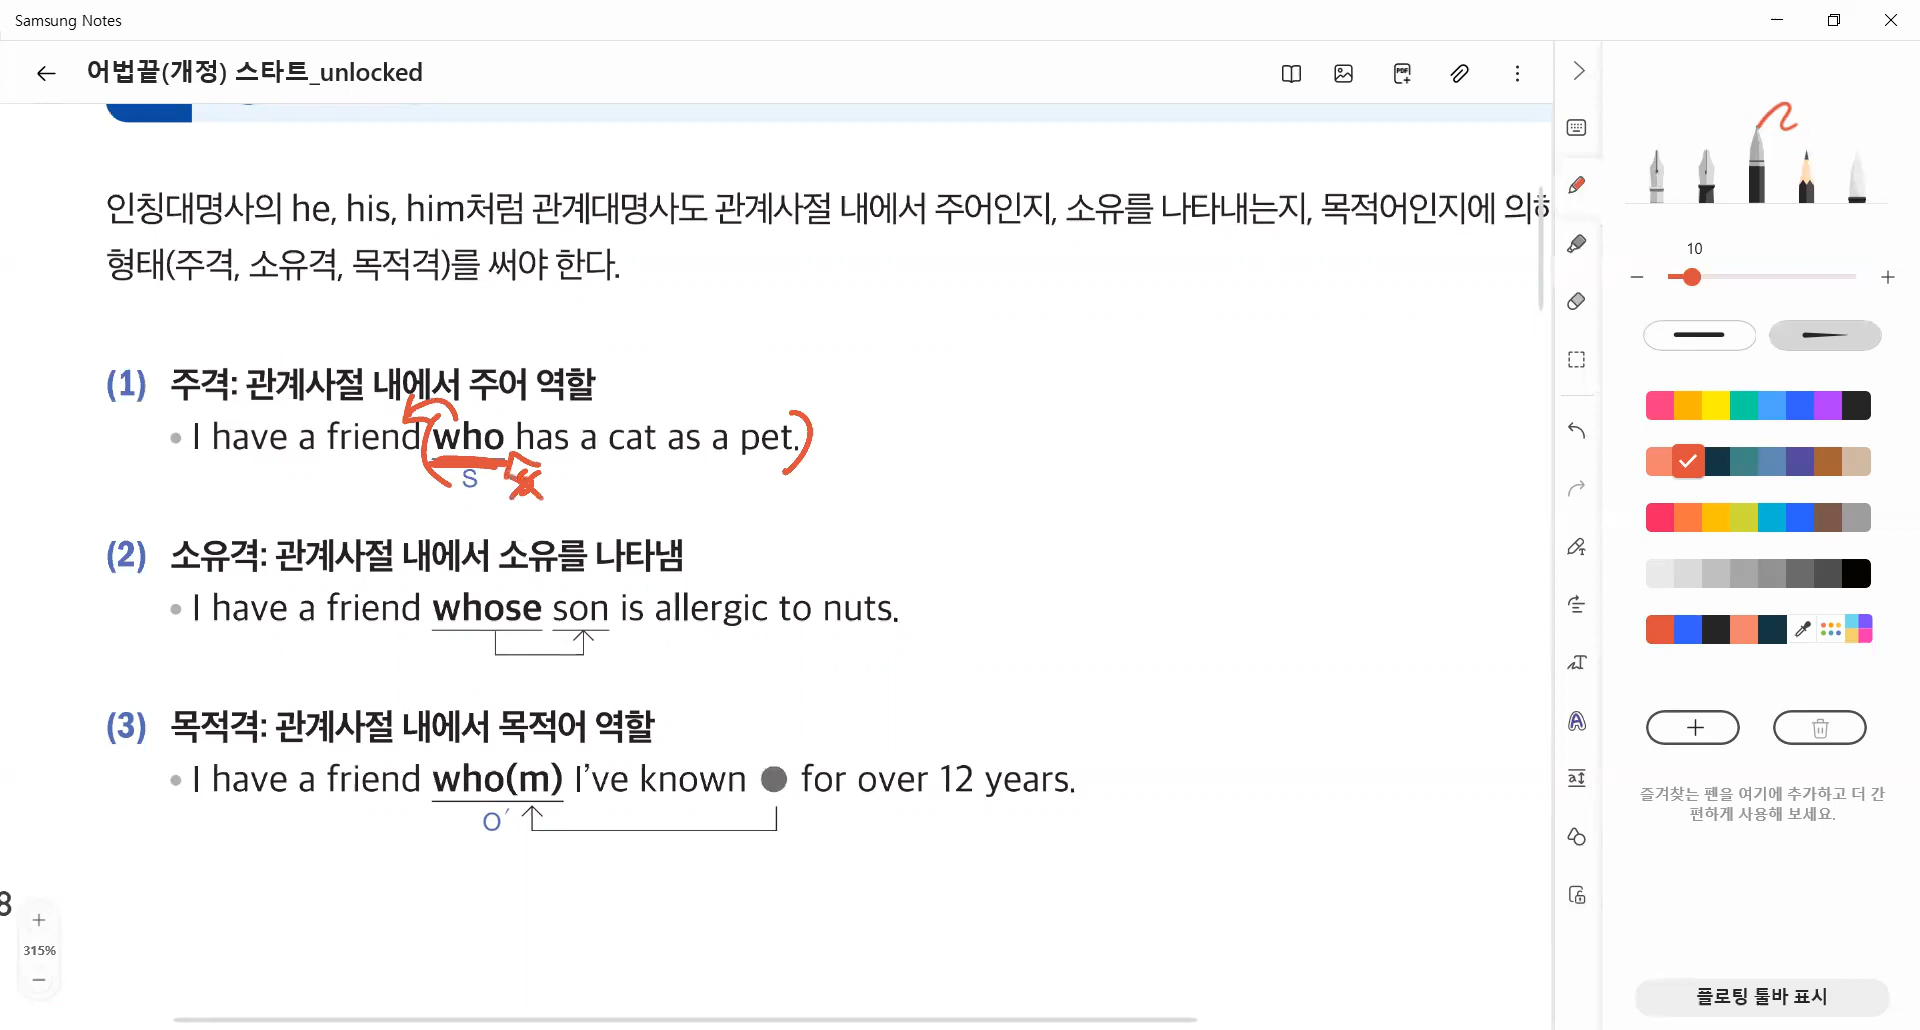 Samsung Notes
어법끝(개정) 스타트_unlocked
인칭대명사의 he, his, him처럼 관계대명사도 관계사절 내에서 주어인지, 소유를 나타내는지, 목적어인지에 의
형태(주격, 소유격, 목적격)를 써야 한다.
(1) 주격: 관계사절 내에서 주어 역할
I have a friend who has a cat as a pet.
S
(2) 소유격: 관계사절 내에서 소유를 나타냄
I have a friend whose son is allergic to nuts.
(3) 목적격: 관계사절 내에서 목적어 역할
I have a friend who(m) I've known ● for over 12 years.
O′
8
315%
PDF
10
즐겨찾는 펜을 여기에 추가하고 더 간
편하게 사용해 보세요.
플로팅 툴바 표시